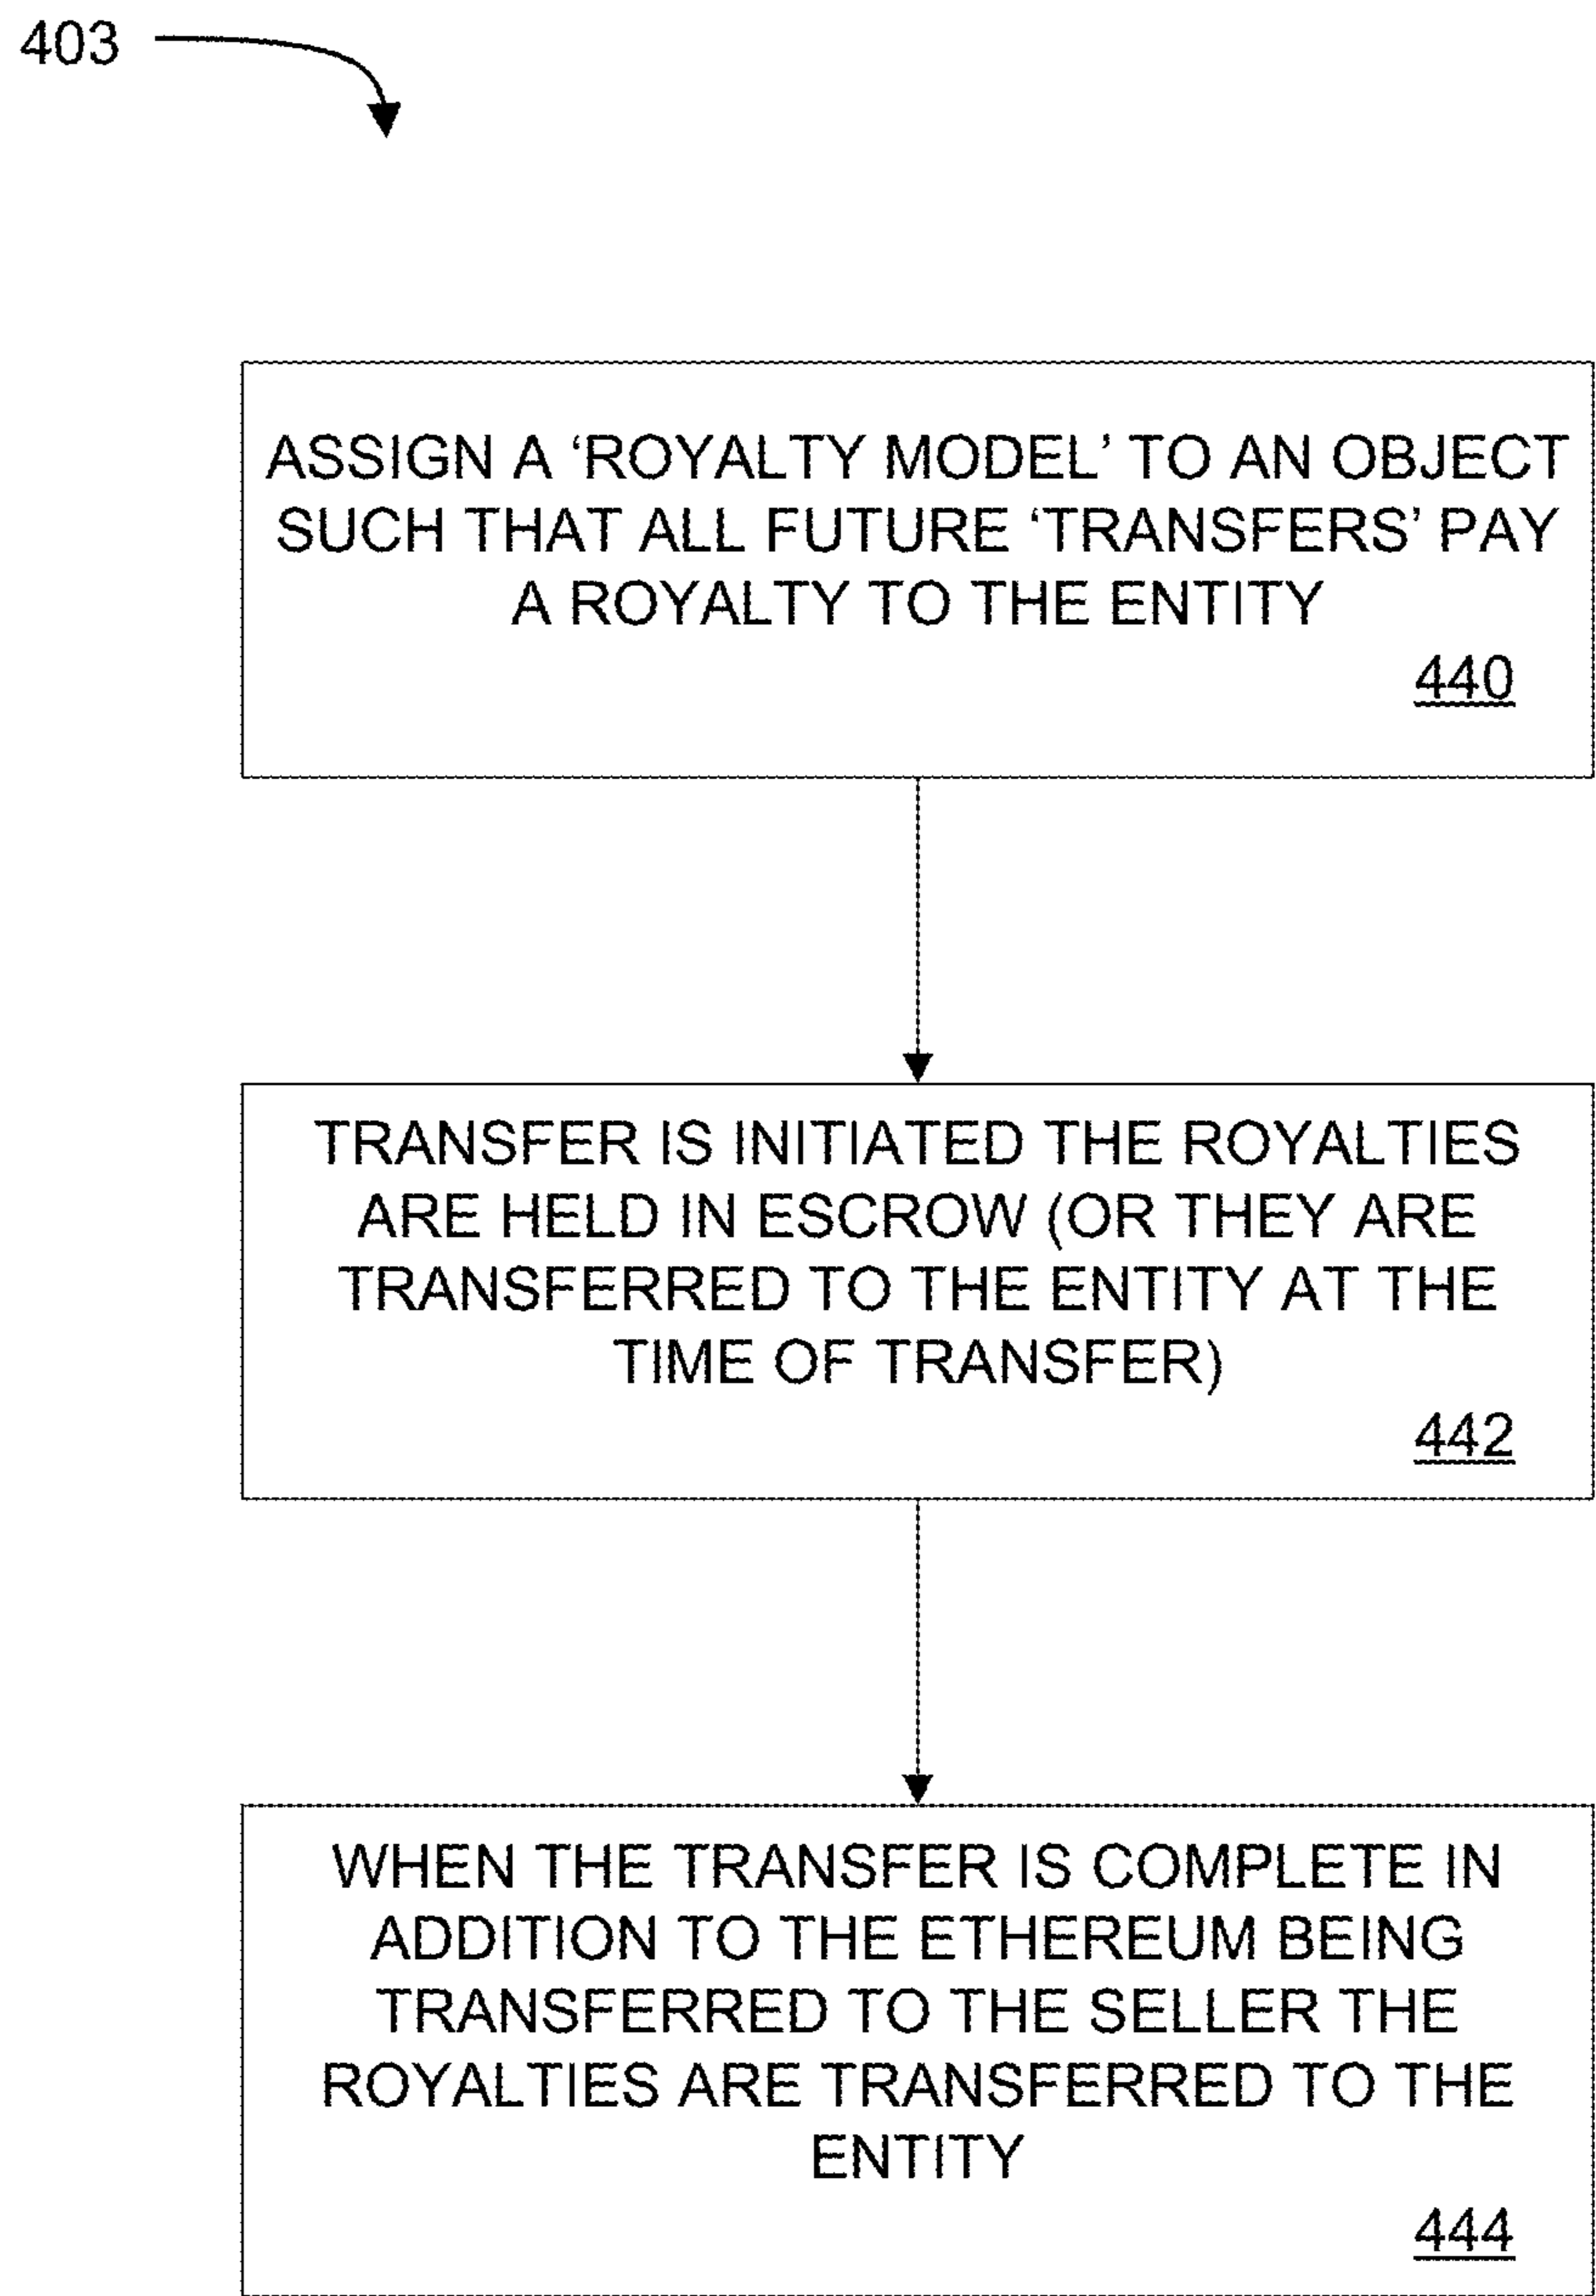 403
ASSIGN A ‘ROYALTY MODEL’ TO AN OBJECT
SUCH THAT ALL FUTURE ‘TRANSFERS’ PAY
A ROYALTY TO THE ENTITY
440
TRANSFER IS INITIATED THE ROYALTIES
ARE HELD IN ESCROW (OR THEY ARE
TRANSFERRED TO THE ENTITY AT THE
TIME OF TRANSFER)
442
WHEN THE TRANSFER IS COMPLETE IN
ADDITION TO THE ETHEREUM BEING
TRANSFERRED TO THE SELLER THE
ROYALTIES ARE TRANSFERRED TO THE
ENTITY
444